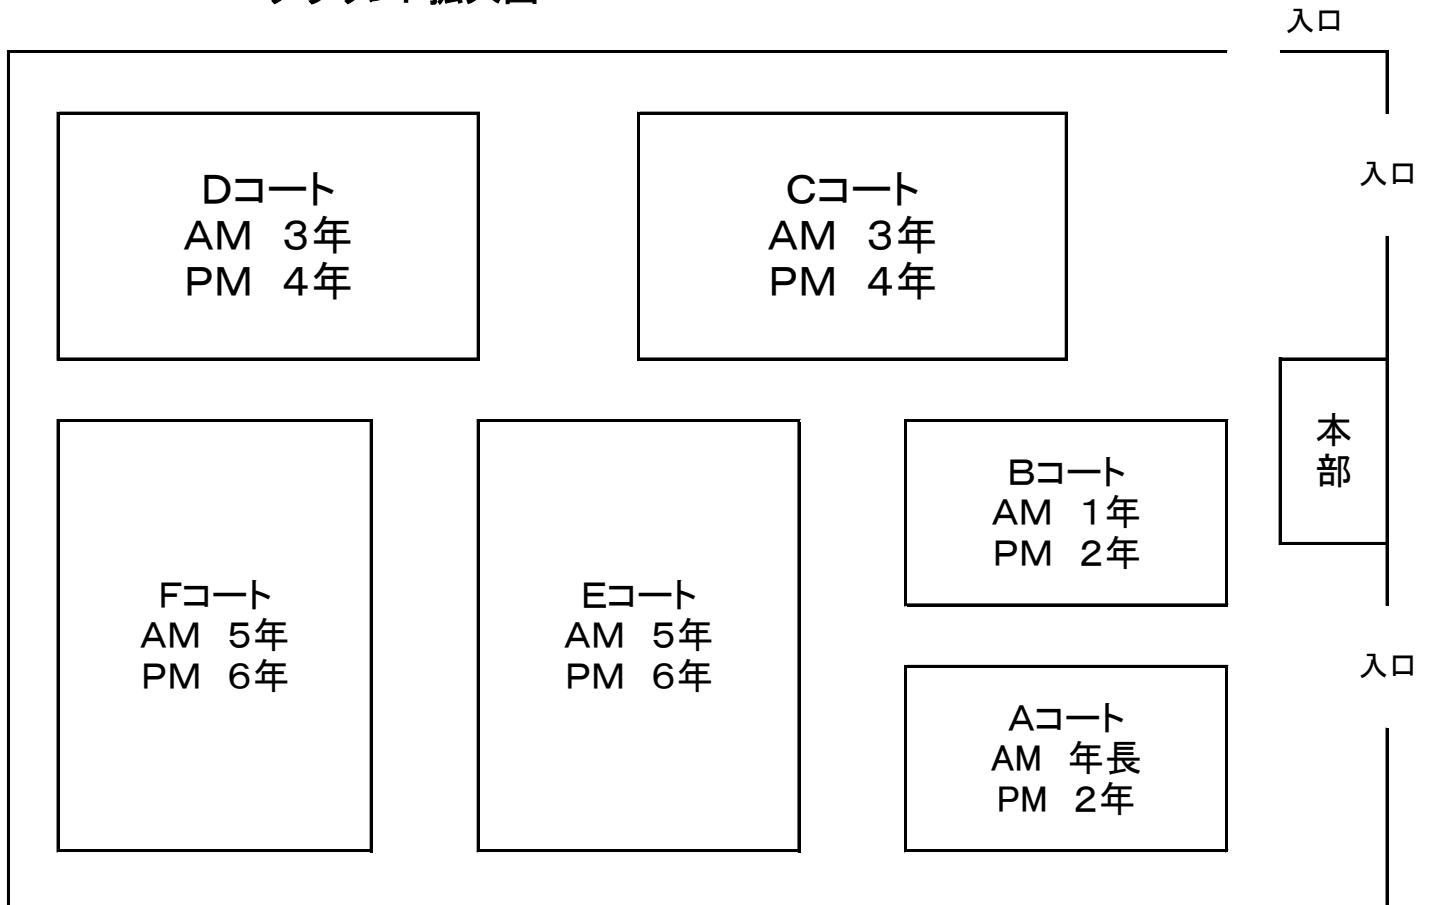 入口
入口
Dコート
AM 3年
PM 4年
Cコート
AM 3年
PM 4年
本
部
Bコート
AM 1年
PM 2年
Fコート
AM 5年
PM 6年
Eコート
AM 5年
PM 6年
入口
Aコート
AM 年長
PM 2年